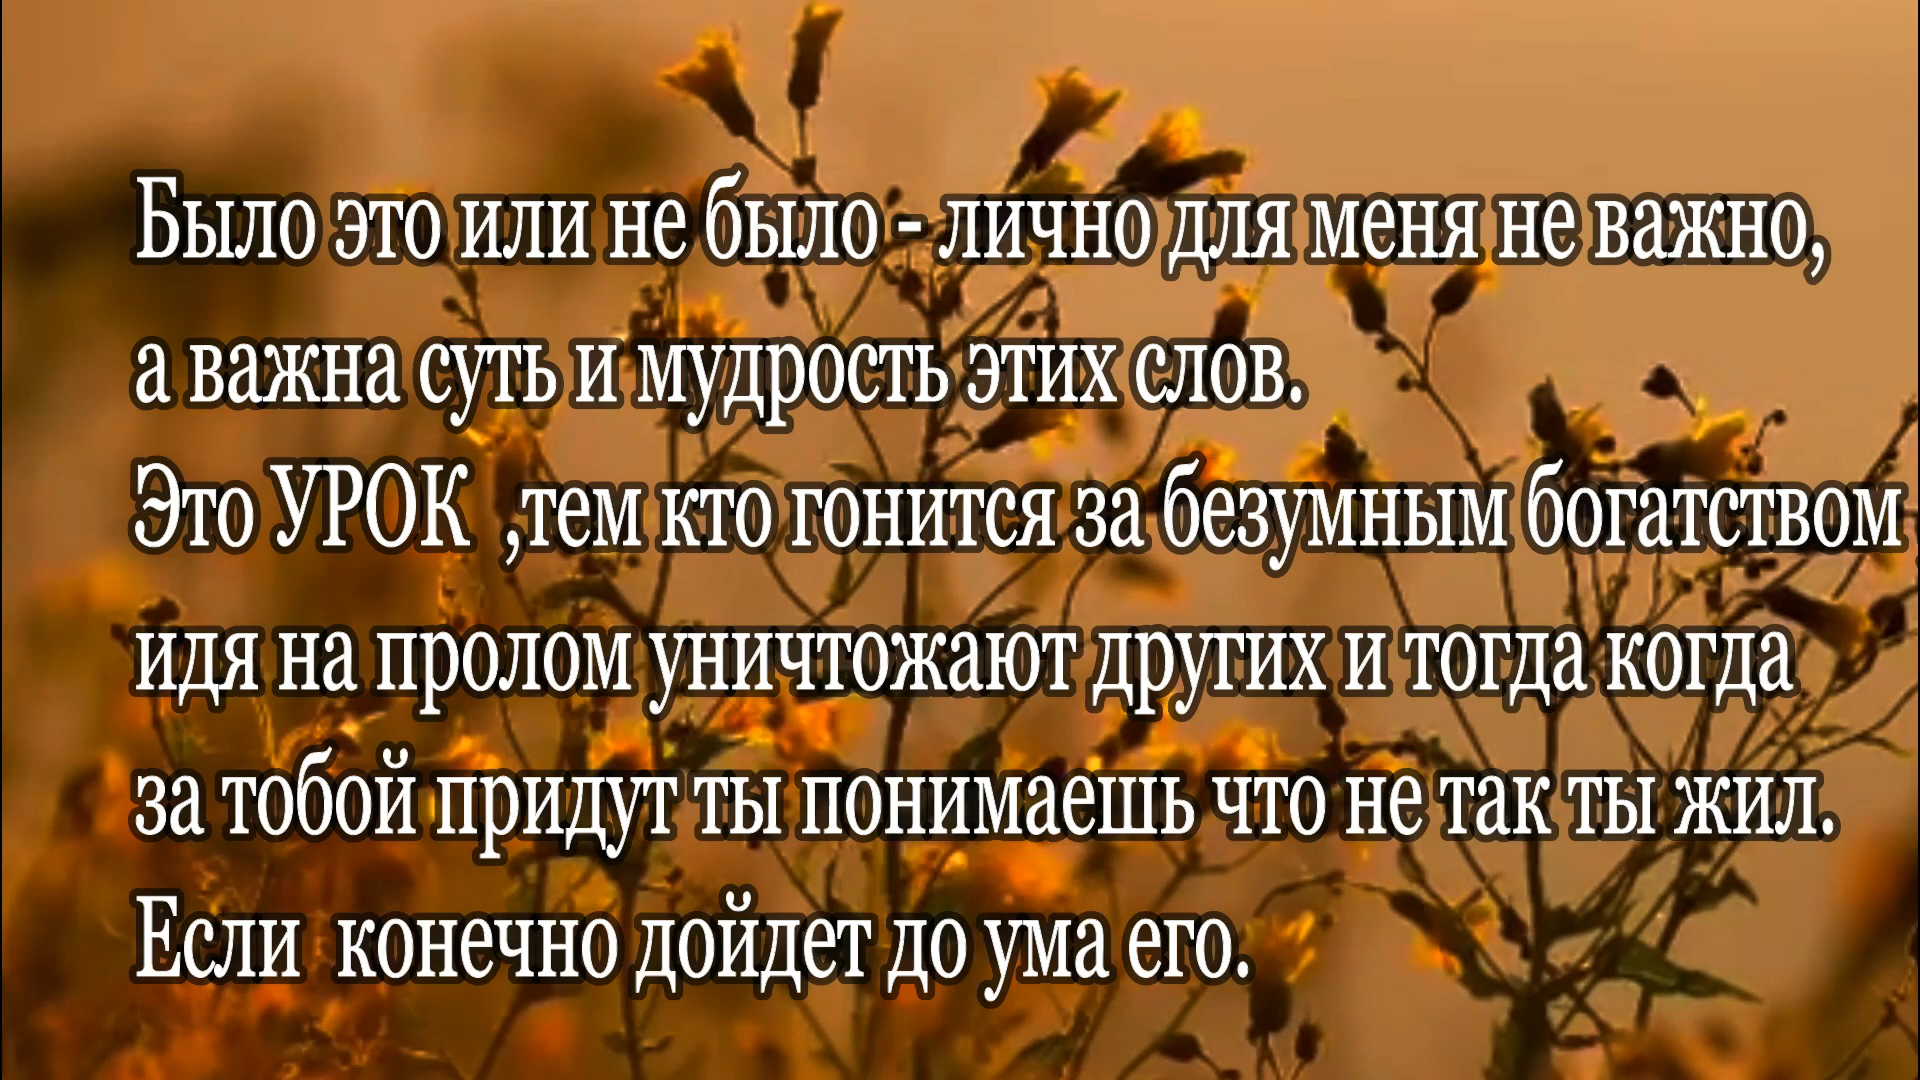 Было это или не было - лично для меня не важно,
а важна суть и мудрость этих слов.
Это УРОК  ,тем кто гонится за безумным богатством
идя на пролом уничтожают других и тогда когда
за тобой придут ты понимаешь что не так ты жил.
Если  конечно дойдет до ума его.